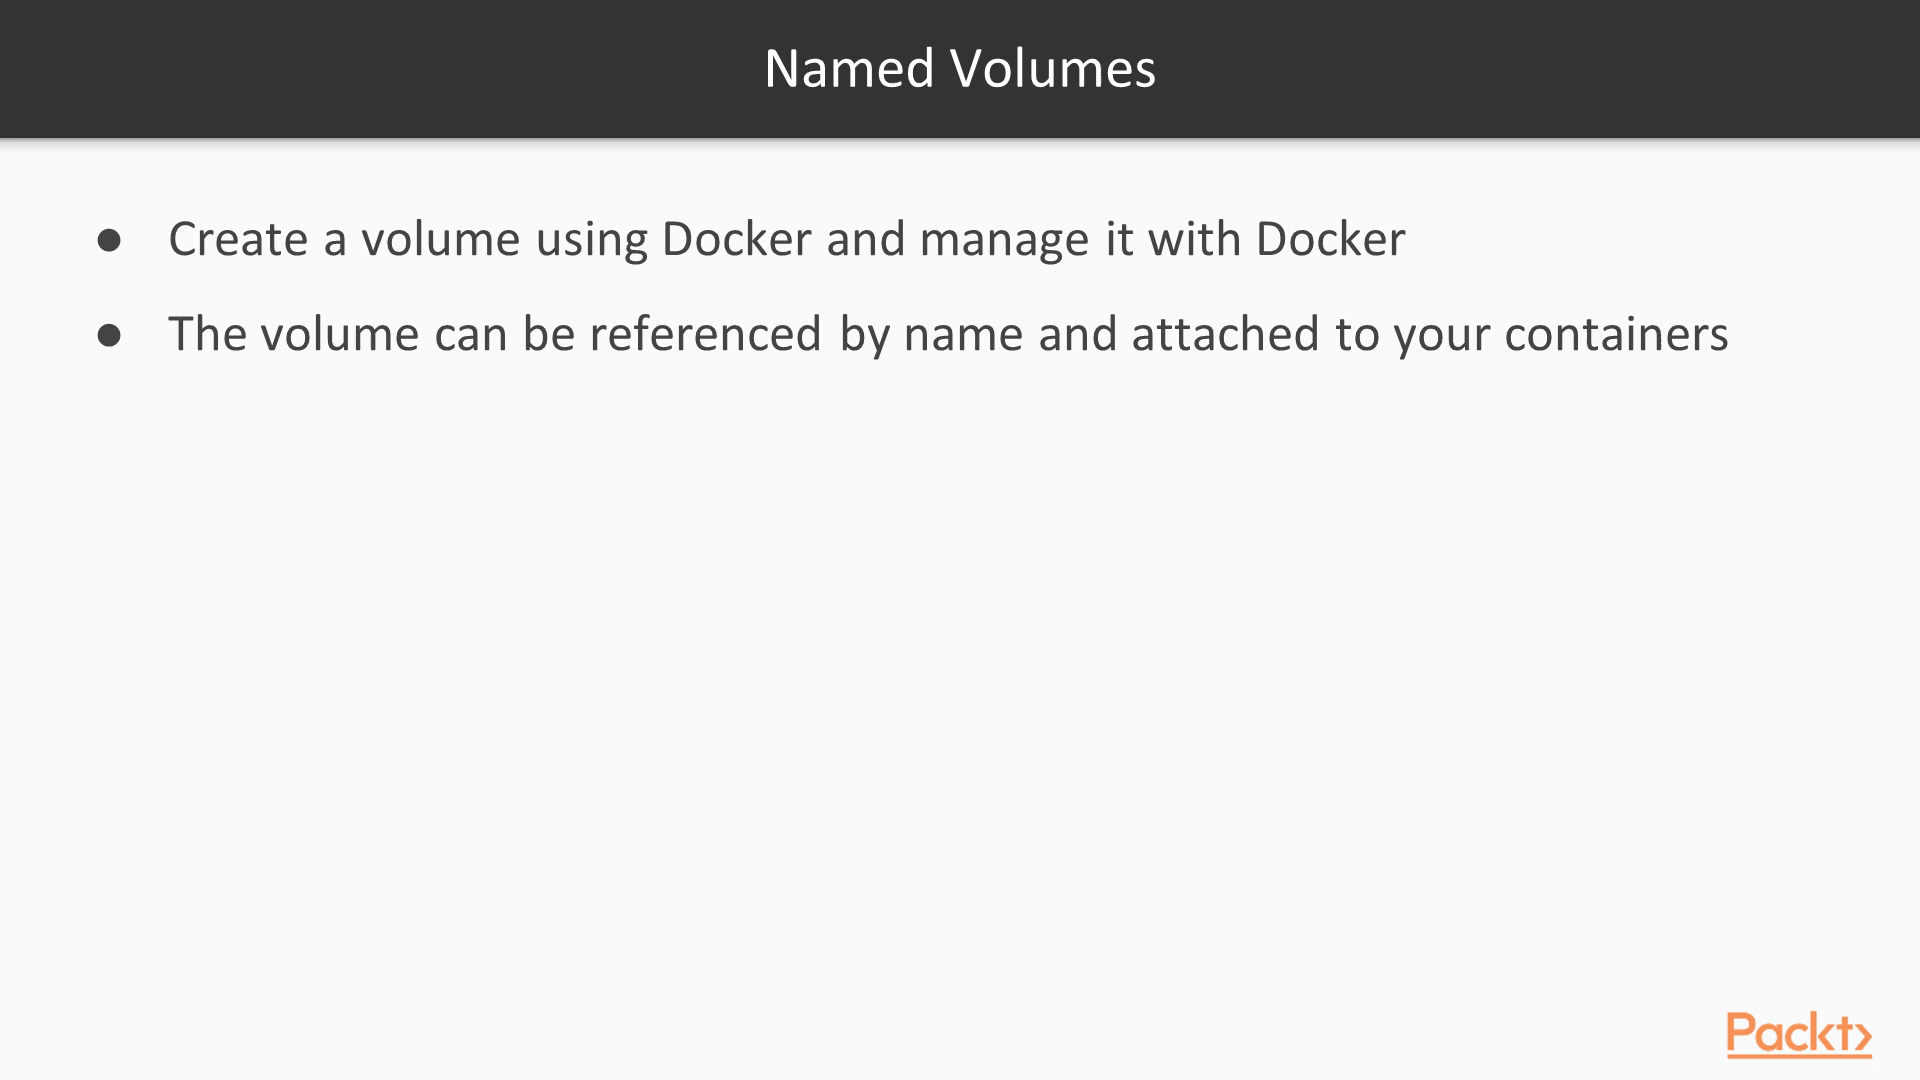 Named Volumes
● Create a volume using Docker and manage it with Docker
● The volume can be referenced by name and attached to your containers
Packt>